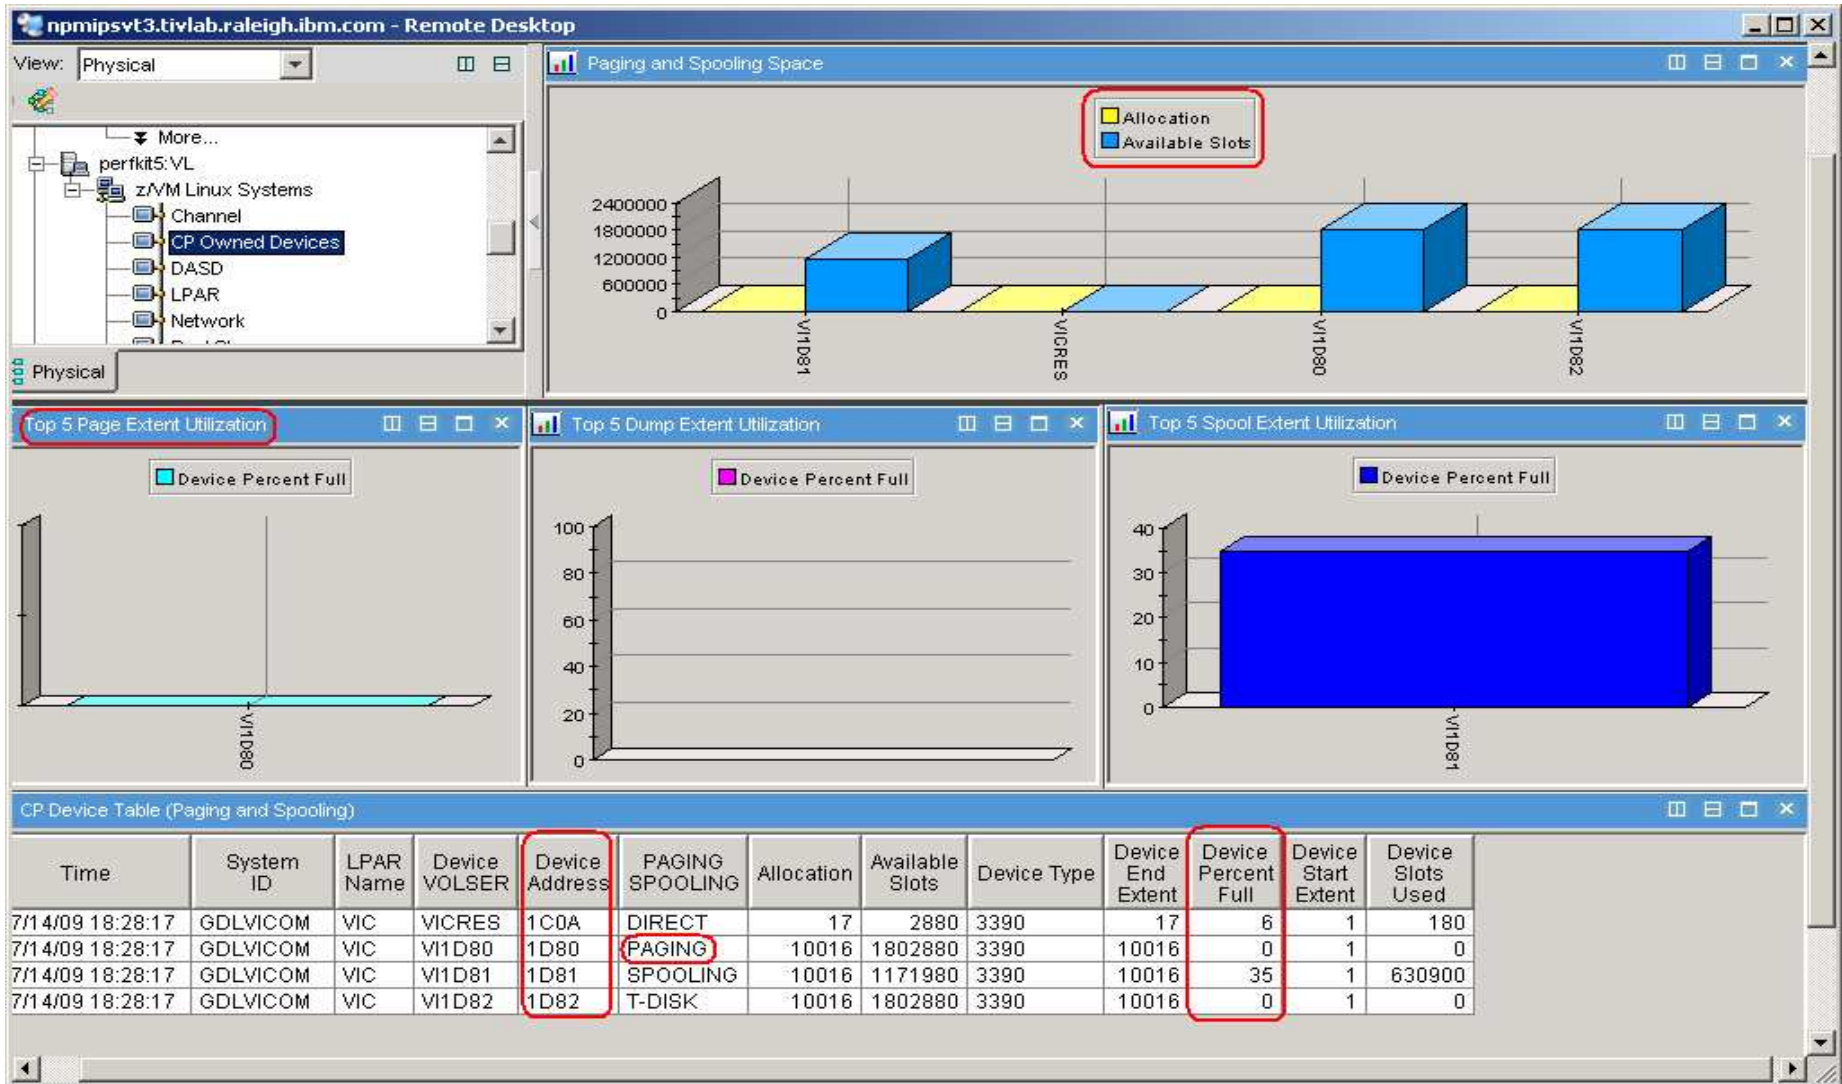 npmipsvt3.tivlab.raleigh.ibm.com - Remote Desktop
View: Physical
More...
perfkit5:VL
z/VM Linux Systems
Channel
CP Owned Devices
DASD
LPAR
Network
Physical
Paging and Spooling Space
Allocation
Available Slots
2400000
1800000
1200000
600000
0
VI1D81
VICRES
VI1D80
VI1D82
Top 5 Page Extent Utilization
Device Percent Full
VI1D80
Top 5 Dump Extent Utilization
Device Percent Full
100
80
60
40
20
0
Top 5 Spool Extent Utilization
Device Percent Full
40
30
20
10
0
VI1D81
CP Device Table (Paging and Spooling)
Time System ID LPAR Name Device VOLSER Device Address PAGING SPOOLING Allocation Available Slots Device Type Device End Extent Device Percent Full Device Start Extent Device Slots Used
7/14/09 18:28:17 GDLVICOM VIC VICRES 1C0A DIRECT 17 2880 3390 17 6 1 180
7/14/09 18:28:17 GDLVICOM VIC VI1D80 1D80 PAGING 10016 1802880 3390 10016 0 1 0
7/14/09 18:28:17 GDLVICOM VIC VI1D81 1D81 SPOOLING 10016 1171980 3390 10016 35 1 630900
7/14/09 18:28:17 GDLVICOM VIC VI1D82 1D82 T-DISK 10016 1802880 3390 10016 0 1 0